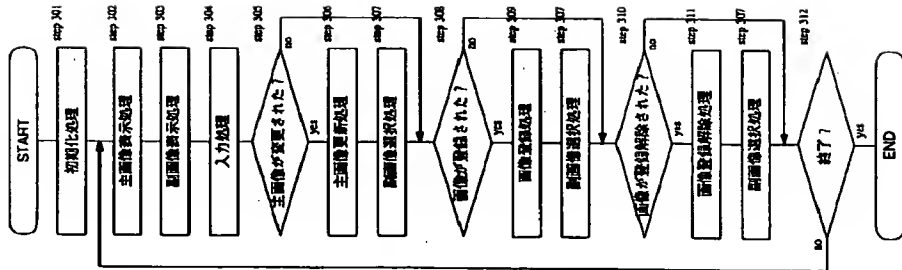 START
step 301
初期化処理
step 302
主画像表示処理
step 303
副画像表示処理
step 304
入力処理
step 305
主画像が変更された?
no
yes
step 306
主画像更新処理
step 307
副画像選択処理
step 308
画像が登録された?
no
yes
step 309
画像登録処理
step 307
副画像選択処理
step 310
画像が登録解除された?
no
yes
step 311
画像登録解除処理
step 307
副画像選択処理
step 312
終了?
no
yes
END